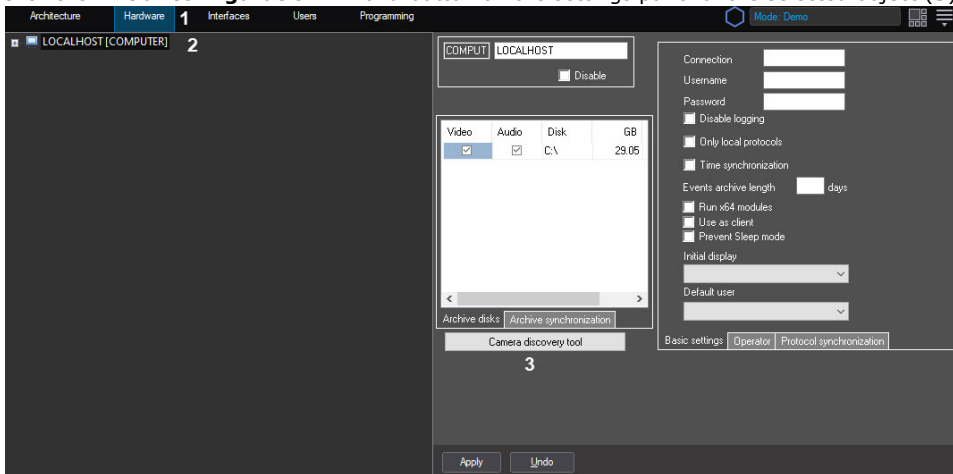 Architecture Hardware 1 Interfaces Users Programming Mode: Demo
LOCALHOST [COMPUTER] 2
COMPUT LOCALHOST
Disable
Video Audio Disk GB
C:\ 29.05
Archive disks Archive synchronization
Camera discovery tool
3
Connection
Username
Password
Disable logging
Only local protocols
Time synchronization
Events archive length days
Run x64 modules
Use as client
Prevent Sleep mode
Initial display
Default user
Basic settings Operator Protocol synchronization
Apply Undo